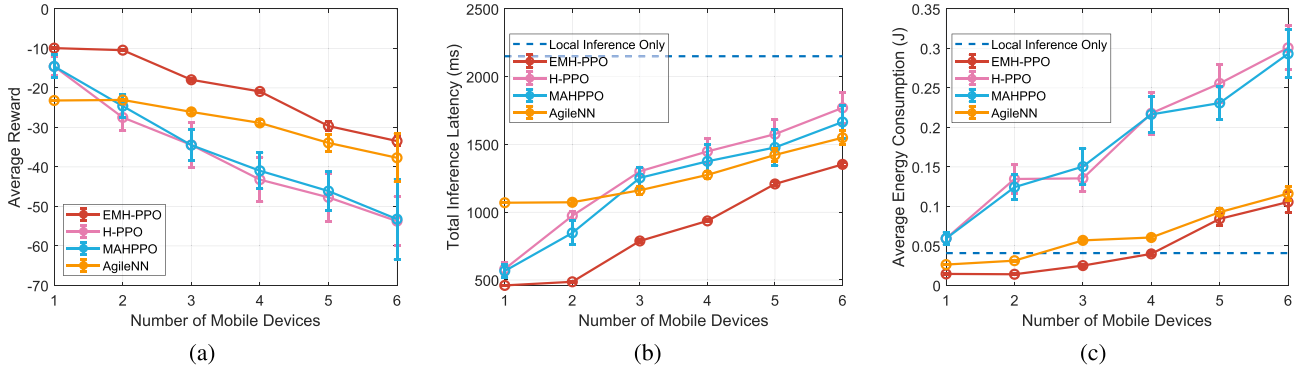 0
-10
-20
-30
-40
-50
-60
-70
Average Reward
EMH-PPO
H-PPO
MAHPPO
AgileNN
1 2 3 4 5 6
Number of Mobile Devices
(a)
2500
2000
1500
1000
500
Total Inference Latency (ms)
Local Inference Only
EMH-PPO
H-PPO
MAHPPO
AgileNN
1 2 3 4 5 6
Number of Mobile Devices
(b)
0.35
0.3
0.25
0.2
0.15
0.1
0.05
0
Average Energy Consumption (J)
Local Inference Only
EMH-PPO
H-PPO
MAHPPO
AgileNN
1 2 3 4 5 6
Number of Mobile Devices
(c)